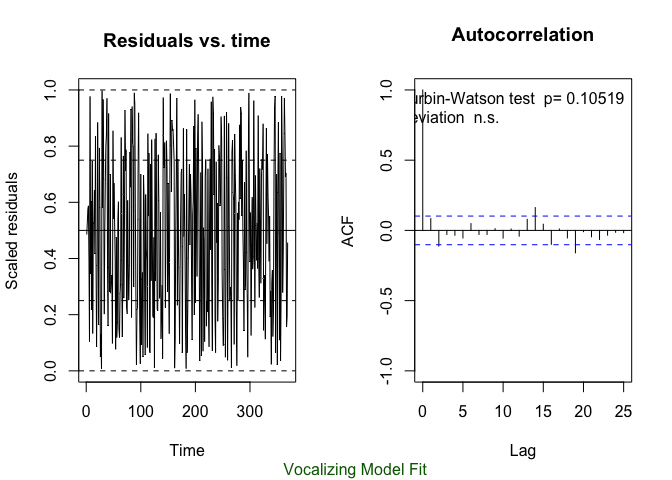 Residuals vs. time
Scaled residuals
0.0 0.2 0.4 0.6 0.8 1.0
0 100 200 300
Time
Autocorrelation
urbin-Watson test p= 0.10519
eviation n.s.
ACF
-1.0 -0.5 0.0 0.5 1.0
0 5 10 15 20 25
Lag
Vocalizing Model Fit